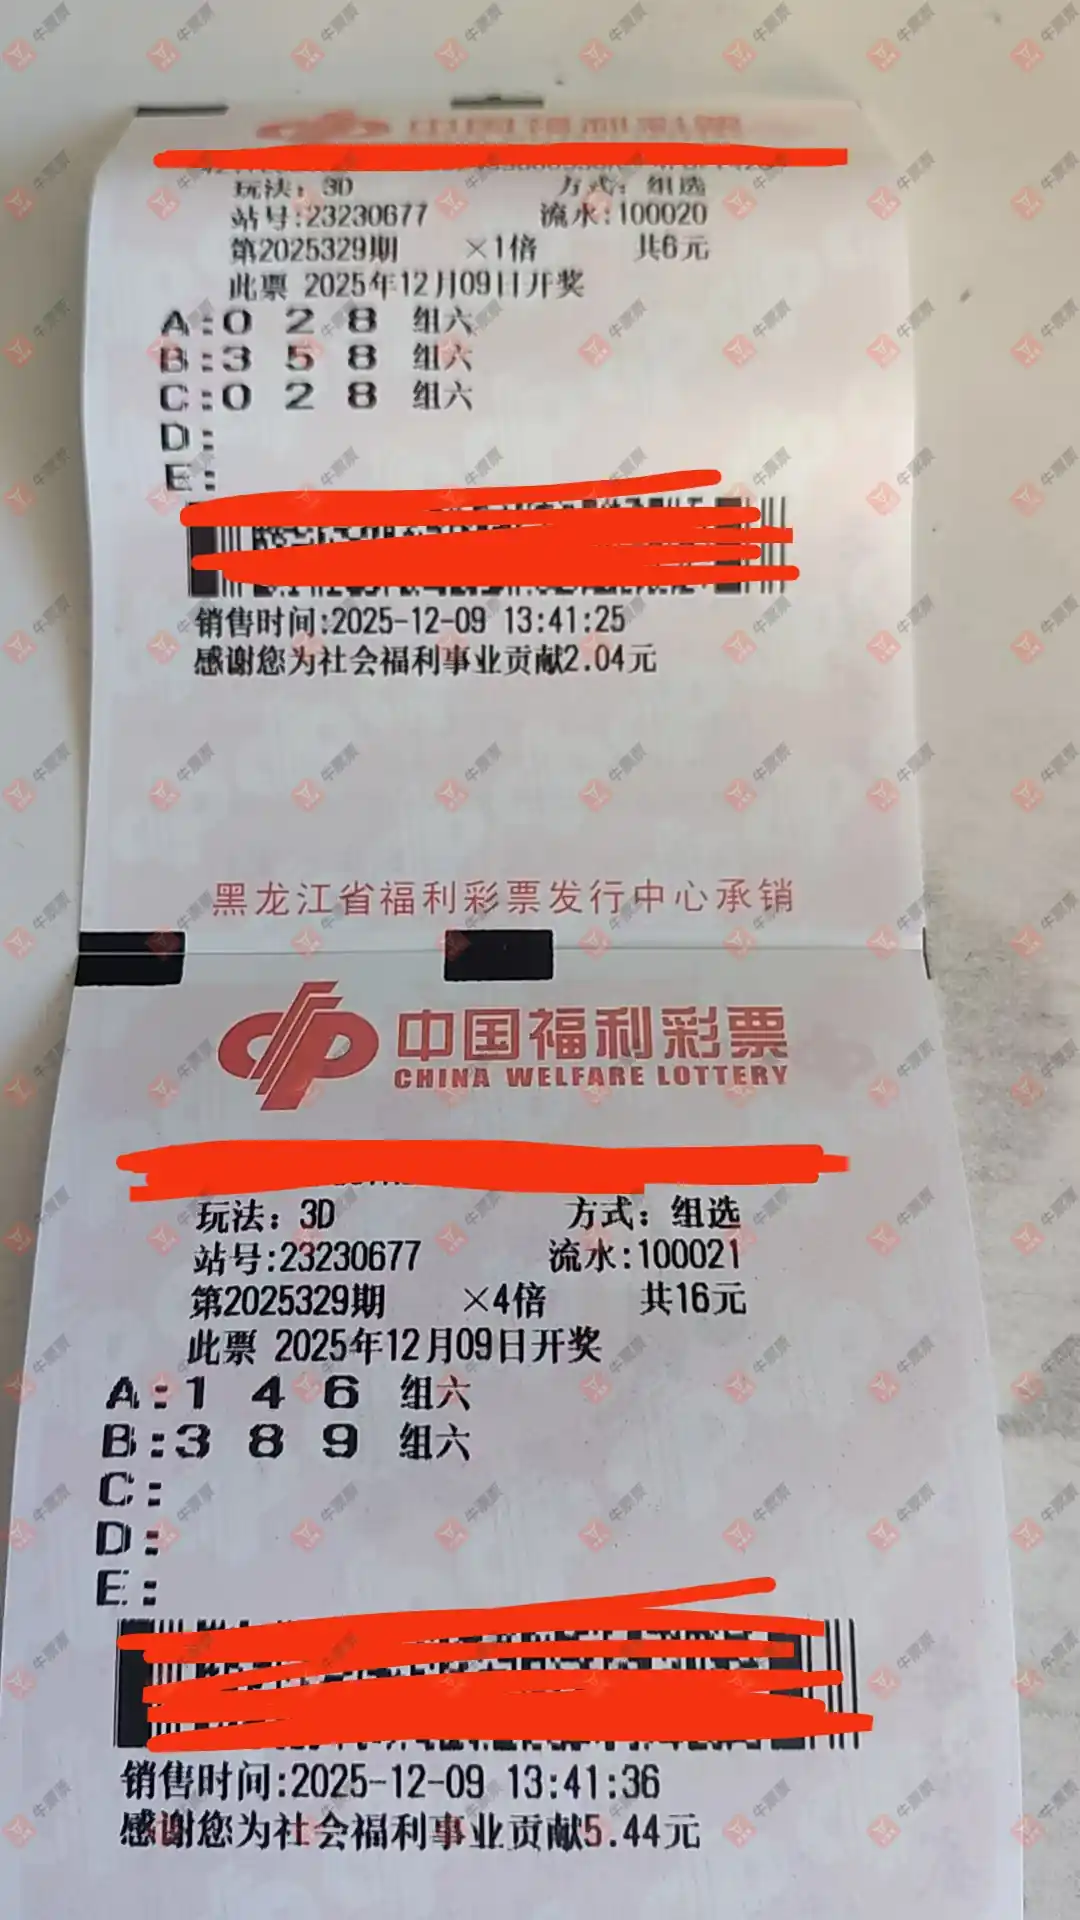 玩法：3D 方式：组选
站号:23230677 流水:100020
第2025329期 ×1倍 共6元
此票 2025年12月09日开奖
A:0 2 8 组六
B:3 5 8 组六
C:0 2 8 组六
D:
E:
销售时间:2025-12-09 13:41:25
感谢您为社会福利事业贡献2.04元
黑龙江省福利彩票发行中心承销
中国福利彩票
CHINA WELFARE LOTTERY
玩法：3D 方式：组选
站号:23230677 流水:100021
第2025329期 ×4倍 共16元
此票 2025年12月09日开奖
A:1 4 6 组六
B:3 8 9 组六
C:
D:
E:
销售时间:2025-12-09 13:41:36
感谢您为社会福利事业贡献5.44元
牛票票